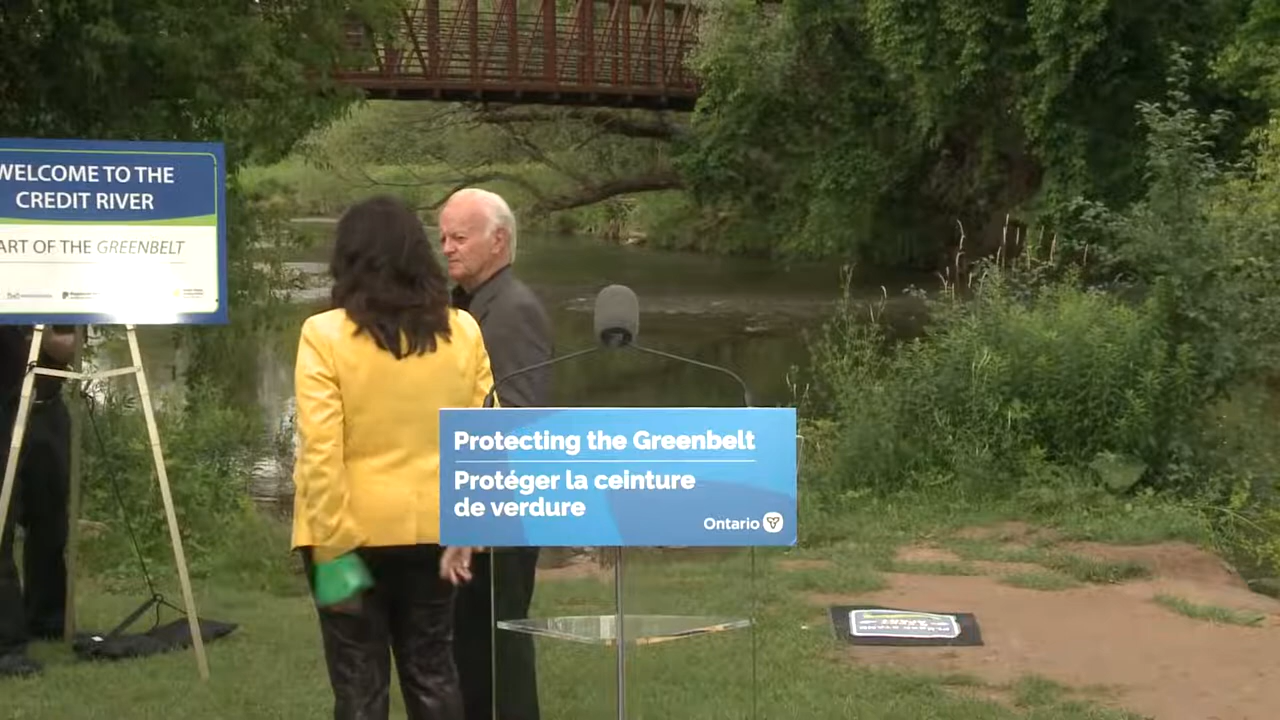 WELCOME TO THE
CREDIT RIVER
ART OF THE GREENBELT
Protecting the Greenbelt
Protéger la ceinture
de verdure
Ontario